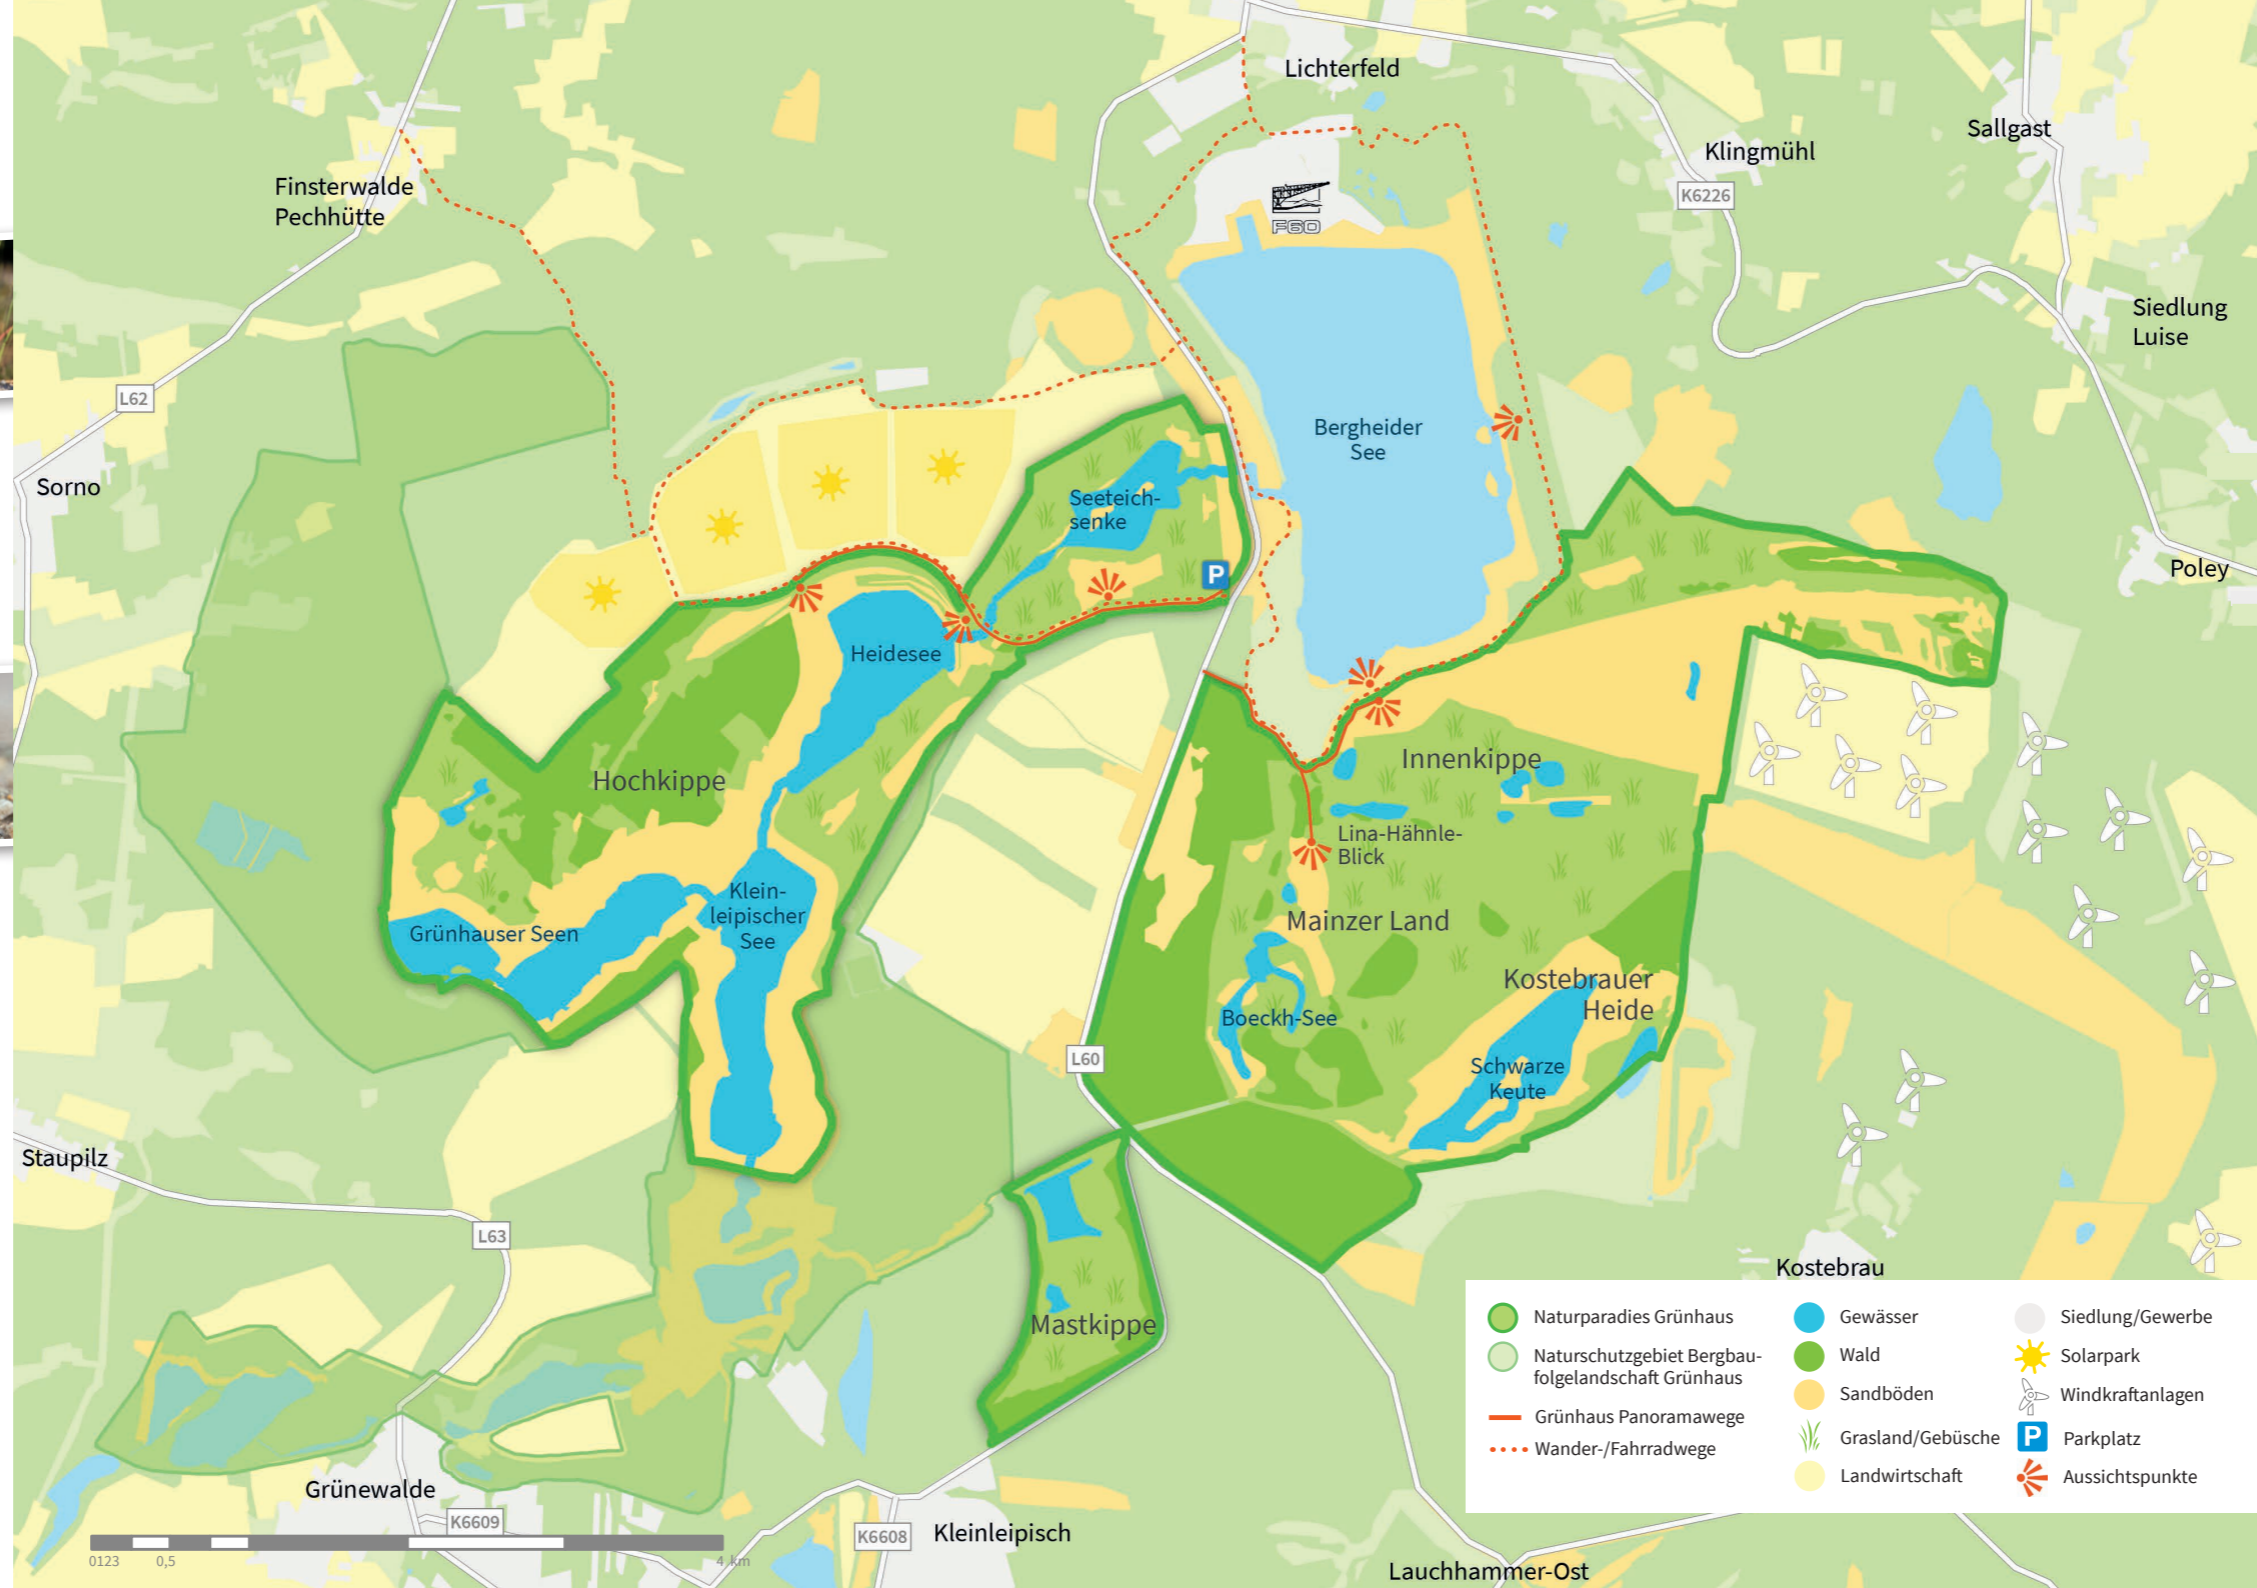 Lichterfeld
Sallgast
Klingmühl
Finsterwalde
Pechhütte
K6226
F60
Siedlung
Luise
L62
Bergheider
See
Sorno
Seeteich-
senke
P
Poley
Heidesee
Innenkippe
Hochkippe
Lina-Hähnle-
Blick
Klein-
leipischer
See
Grünhauser Seen
Mainzer Land
Kostebrauer
Heide
Boeckh-See
L60
Schwarze
Keute
Staupilz
L63
Kostebrau
Mastkippe
Naturparadies Grünhaus
Naturschutzgebiet Bergbau-
folgelandschaft Grünhaus
Grünhaus Panoramawege
Wander-/Fahrradwege
Gewässer
Wald
Sandböden
Grasland/Gebüsche
Landwirtschaft
Siedlung/Gewerbe
Solarpark
Windkraftanlagen
P Parkplatz
Aussichtspunkte
Grünewalde
K6609
K6608
Kleinleipisch
0123 0,5 4 km
Lauchhammer-Ost